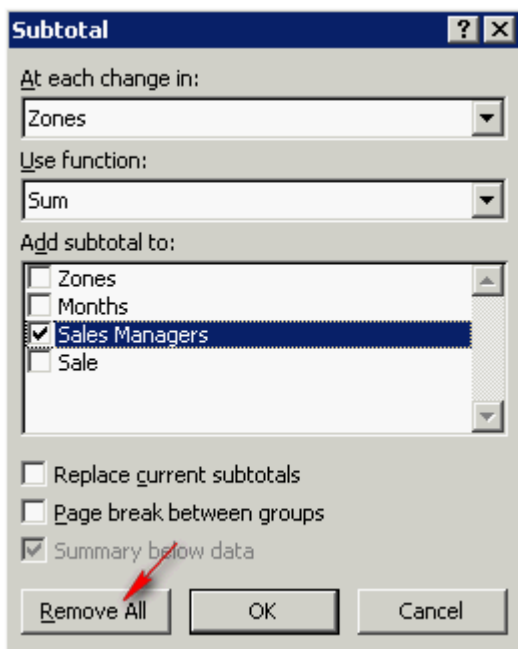 Subtotal
At each change in:
Zones
Use function:
Sum
Add subtotal to:
Zones
Months
Sales Managers
Sale
Replace current subtotals
Page break between groups
Summary below data
Remove All OK Cancel